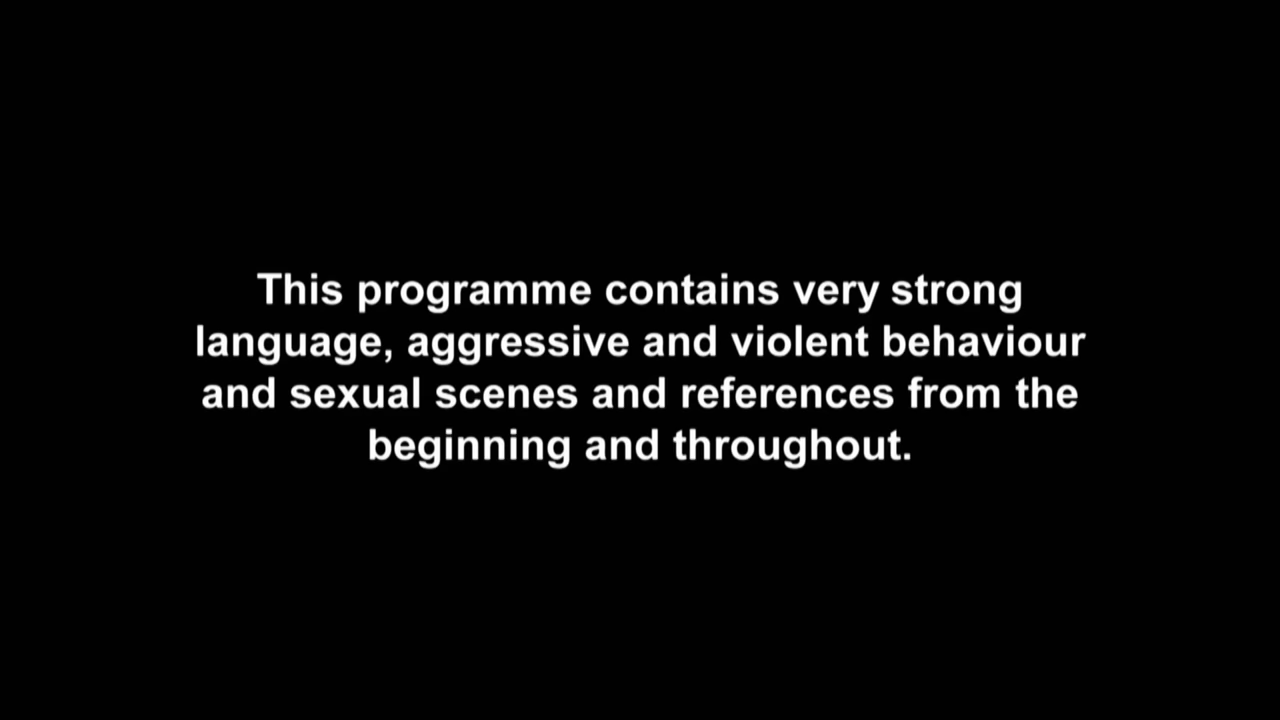 This programme contains very strong
language, aggressive and violent behaviour
and sexual scenes and references from the
beginning and throughout.